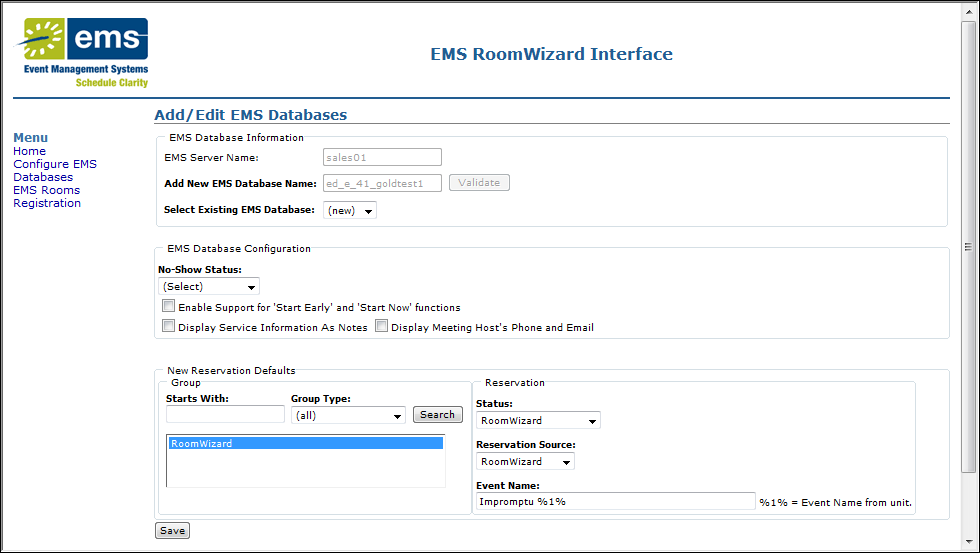 ems
Event Management Systems
Schedule Clarity
EMS RoomWizard Interface
Menu
Home
Configure EMS
Databases
EMS Rooms
Registration
Add/Edit EMS Databases
EMS Database Information
EMS Server Name: sales01
Add New EMS Database Name: ed_e_41_goldtest1 Validate
Select Existing EMS Database: (new)
EMS Database Configuration
No-Show Status:
(Select)
Enable Support for 'Start Early' and 'Start Now' functions
Display Service Information As Notes Display Meeting Host's Phone and Email
New Reservation Defaults
Group
Starts With: Group Type:
(all) Search
RoomWizard
Reservation
Status:
RoomWizard
Reservation Source:
RoomWizard
Event Name:
Impromptu %1% %1% = Event Name from unit.
Save